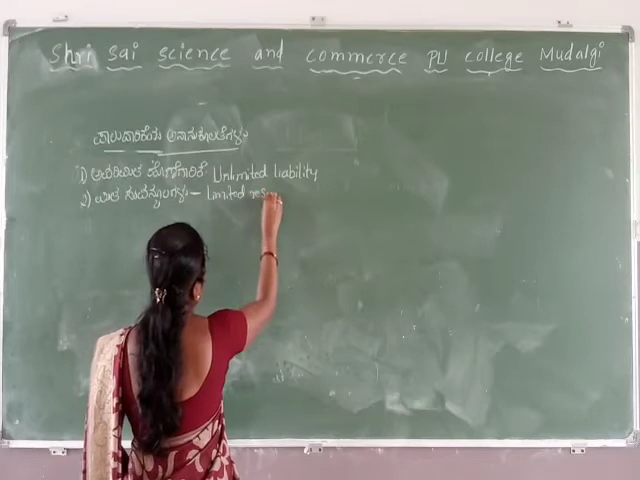 Shri sai science and commerce PU college Mudalgi
ಪಾಲುದಾರಿಕೆಯ ಅನಾನುಕೂಲತೆಗಳು
1) ಅಪರಿಮಿತ ಹೊಣೆಗಾರಿಕೆ Unlimited liability
2) ಮಿತ ಸಂಪನ್ಮೂಲಗಳು - limited res